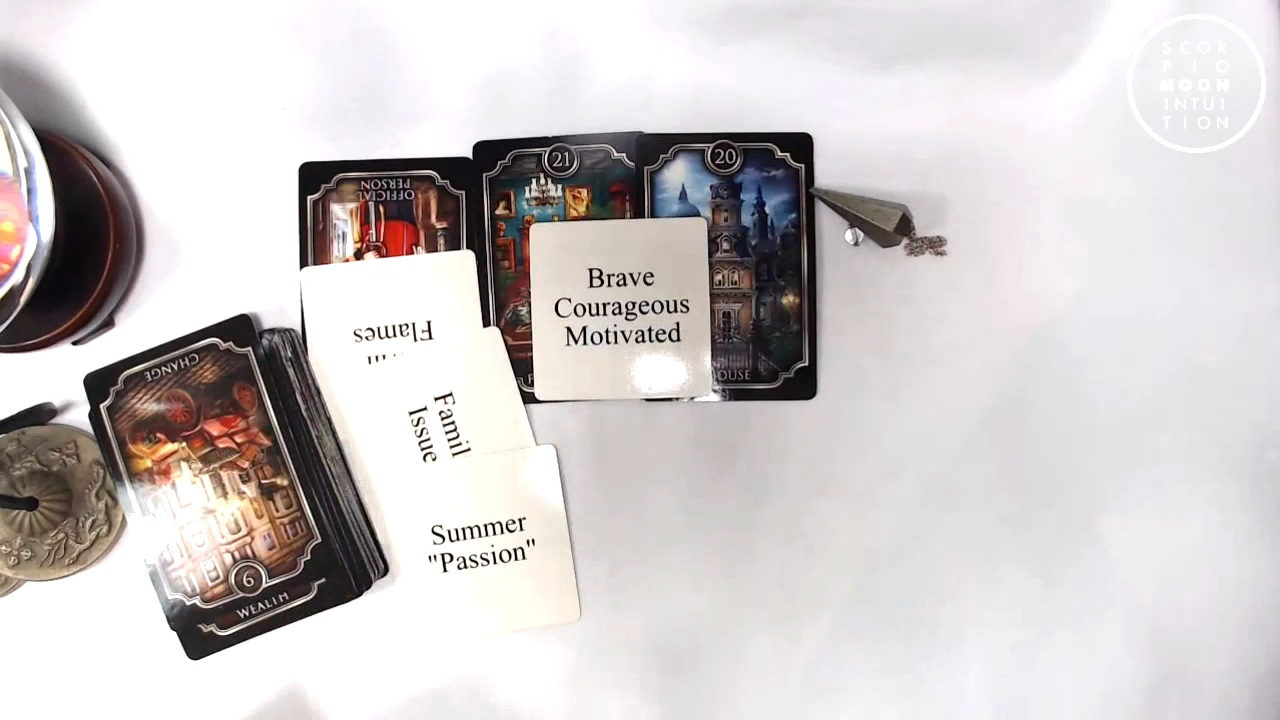 SCOR
PIO
MOON
INTUI
TION
OFFICIAL
PERSON
21
20
Brave
Courageous
Motivated
Flames
Famil
Issue
Summer
"Passion"
CHANGE
6
WEALTH